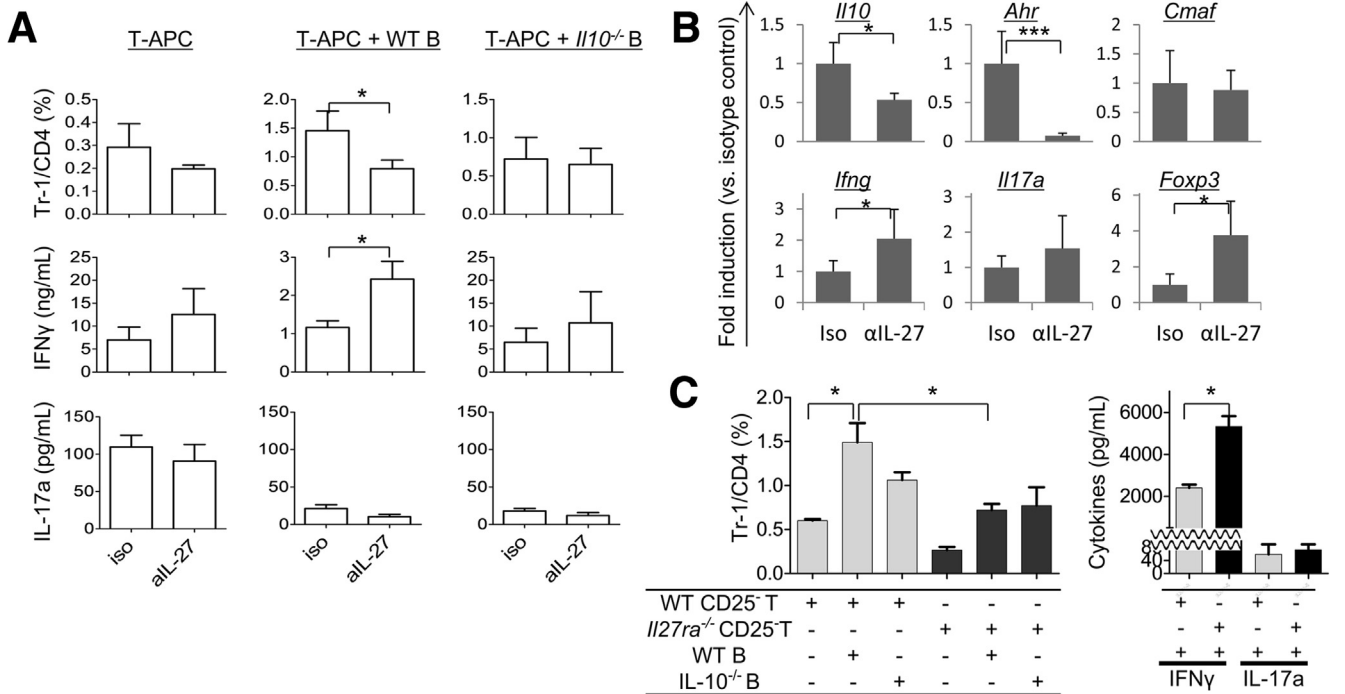 A
T-APC
T-APC + WT B
T-APC + Il10-/- B
Tr-1/CD4 (%)
0.5
0.4
0.3
0.2
0.1
0.0
2.0
1.5
1.0
0.5
0.0
*
1.5
1.0
0.5
0.0
IFNγ (ng/mL)
25
20
15
10
5
0
3
2
1
0
*
25
20
15
10
5
0
IL-17a (pg/mL)
150
100
50
0
150
100
50
0
150
100
50
0
iso
aIL-27
iso
aIL-27
iso
aIL-27
B
Fold induction (vs. isotype control)
Il10
1.5
1
0.5
0
*
Ahr
1.5
1
0.5
0
***
Cmaf
2
1.5
1
0.5
0
Ifng
3
2
1
0
*
Iso αIL-27
Il17a
3
2
1
0
Iso αIL-27
Foxp3
6
4
2
0
*
Iso αIL-27
C
Tr-1/CD4 (%)
2.0
1.5
1.0
0.5
0.0
*
*
WT CD25- T + + + - - -
Il27ra-/- CD25-T - - - + + +
WT B - + - - + -
IL-10-/- B - - + - - +
Cytokines (pg/mL)
6000
4000
2000
80
40
0
*
+ - + -
- + - +
+ + + +
IFNγ IL-17a